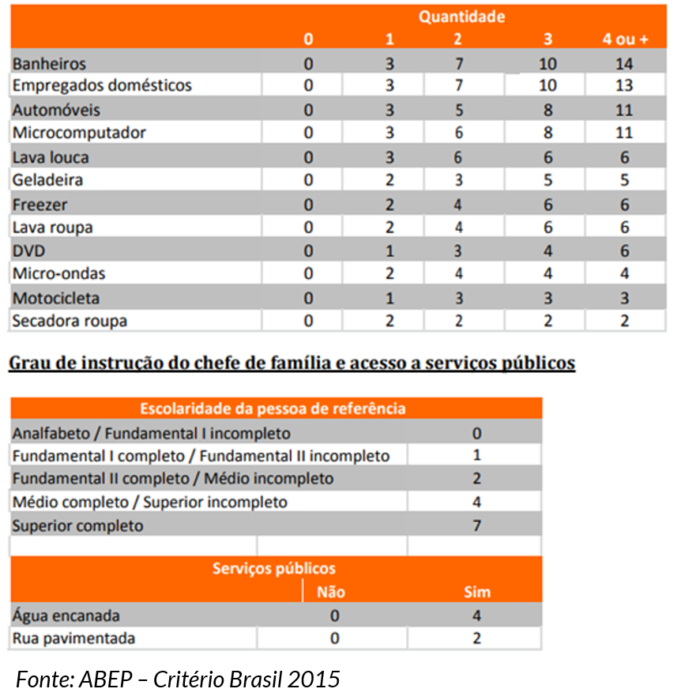 Quantidade
0 1 2 3 4 ou +
Banheiros 0 3 7 10 14
Empregados domésticos 0 3 7 10 13
Automóveis 0 3 5 8 11
Microcomputador 0 3 6 8 11
Lava louca 0 3 6 6 6
Geladeira 0 2 3 5 5
Freezer 0 2 4 6 6
Lava roupa 0 2 4 6 6
DVD 0 1 3 4 6
Micro-ondas 0 2 4 4 4
Motocicleta 0 1 3 3 3
Secadora roupa 0 2 2 2 2
Grau de instrução do chefe de família e acesso a serviços públicos
Escolaridade da pessoa de referência
Analfabeto / Fundamental I incompleto 0
Fundamental I completo / Fundamental II incompleto 1
Fundamental II completo / Médio incompleto 2
Médio completo / Superior incompleto 4
Superior completo 7
Serviços públicos
Não Sim
Água encanada 0 4
Rua pavimentada 0 2
Fonte: ABEP – Critério Brasil 2015